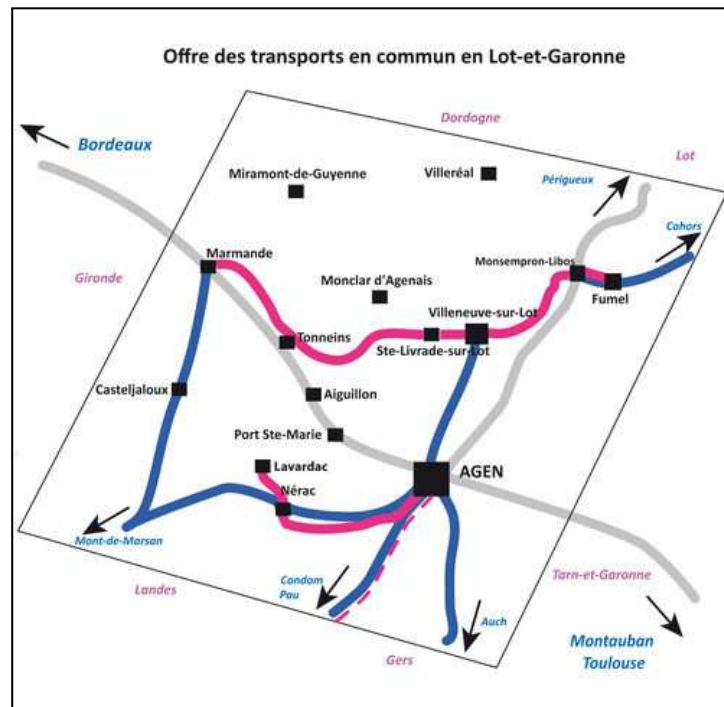 Offre des transports en commun en Lot-et-Garonne
Dordogne
Bordeaux
Lot
Miramont-de-Guyenne
Villeréal
Périgueux
Cahors
Marmande
Monsempron-Libos
Gironde
Monclar d'Agenais
Fumel
Villeneuve-sur-Lot
Tonneins
Ste-Livrade-sur-Lot
Casteljaloux
Aiguillon
Port Ste-Marie
AGEN
Lavardac
Nérac
Mont-de-Marsan
Tarn-et-Garonne
Landes
Condom
Pau
Auch
Montauban
Toulouse
Gers